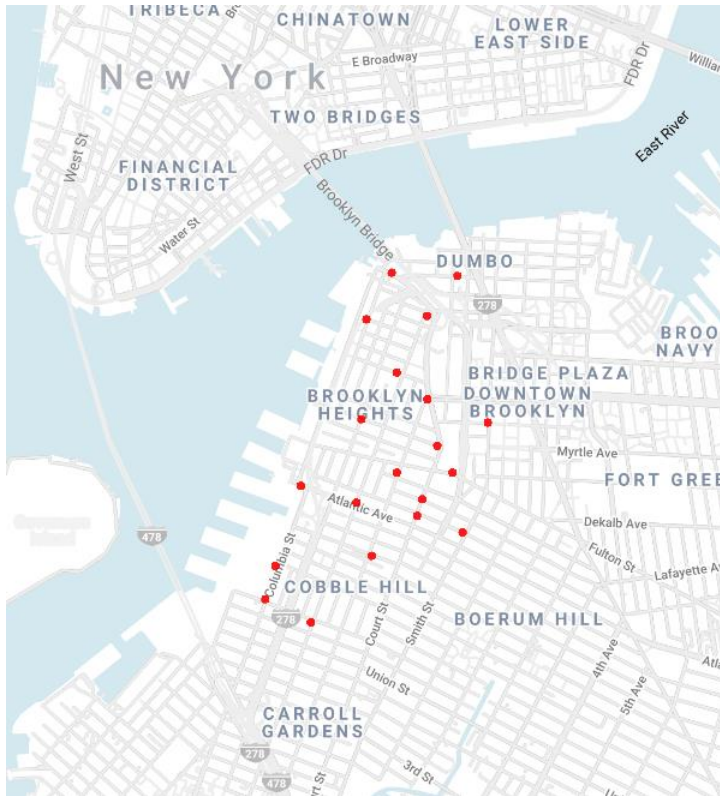 TRIBECA
CHINATOWN
LOWER
EAST SIDE
E Broadway
FDR Dr
New York
TWO BRIDGES
West St
FINANCIAL
DISTRICT
FDR Dr
East River
Water St
Brooklyn Bridge
DUMBO
278
BROO
NAVY
BRIDGE PLAZA
DOWNTOWN
BROOKLYN
BROOKLYN
HEIGHTS
Myrtle Ave
FORT GREE
Atlantic Ave
Dekalb Ave
478
Columbia St
Fulton St
Lafayette Av
COBBLE HILL
278
BOERUM HILL
Court St
Smith St
4th Ave
5th Ave
Atla
Union St
CARROLL
GARDENS
278
478
3rd St